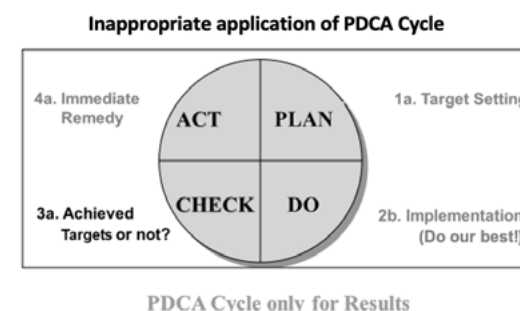 Inappropriate application of PDCA Cycle
4a. Immediate
Remedy
ACT
PLAN
1a. Target Setting
3a. Achieved
Targets or not?
CHECK
DO
2b. Implementation
(Do our best!)
PDCA Cycle only for Results